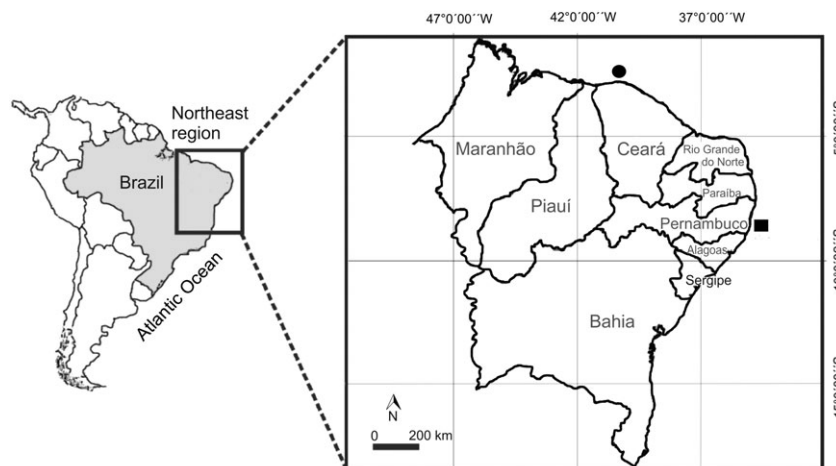 47°0′00′′W
42°0′00′′W
37°0′00′′W
Northeast
region
Brazil
Atlantic Ocean
Maranhão
Piauí
Ceará
Rio Grande
do Norte
Paraíba
Pernambuco
Alagoas
Sergipe
Bahia
N
0 200 km